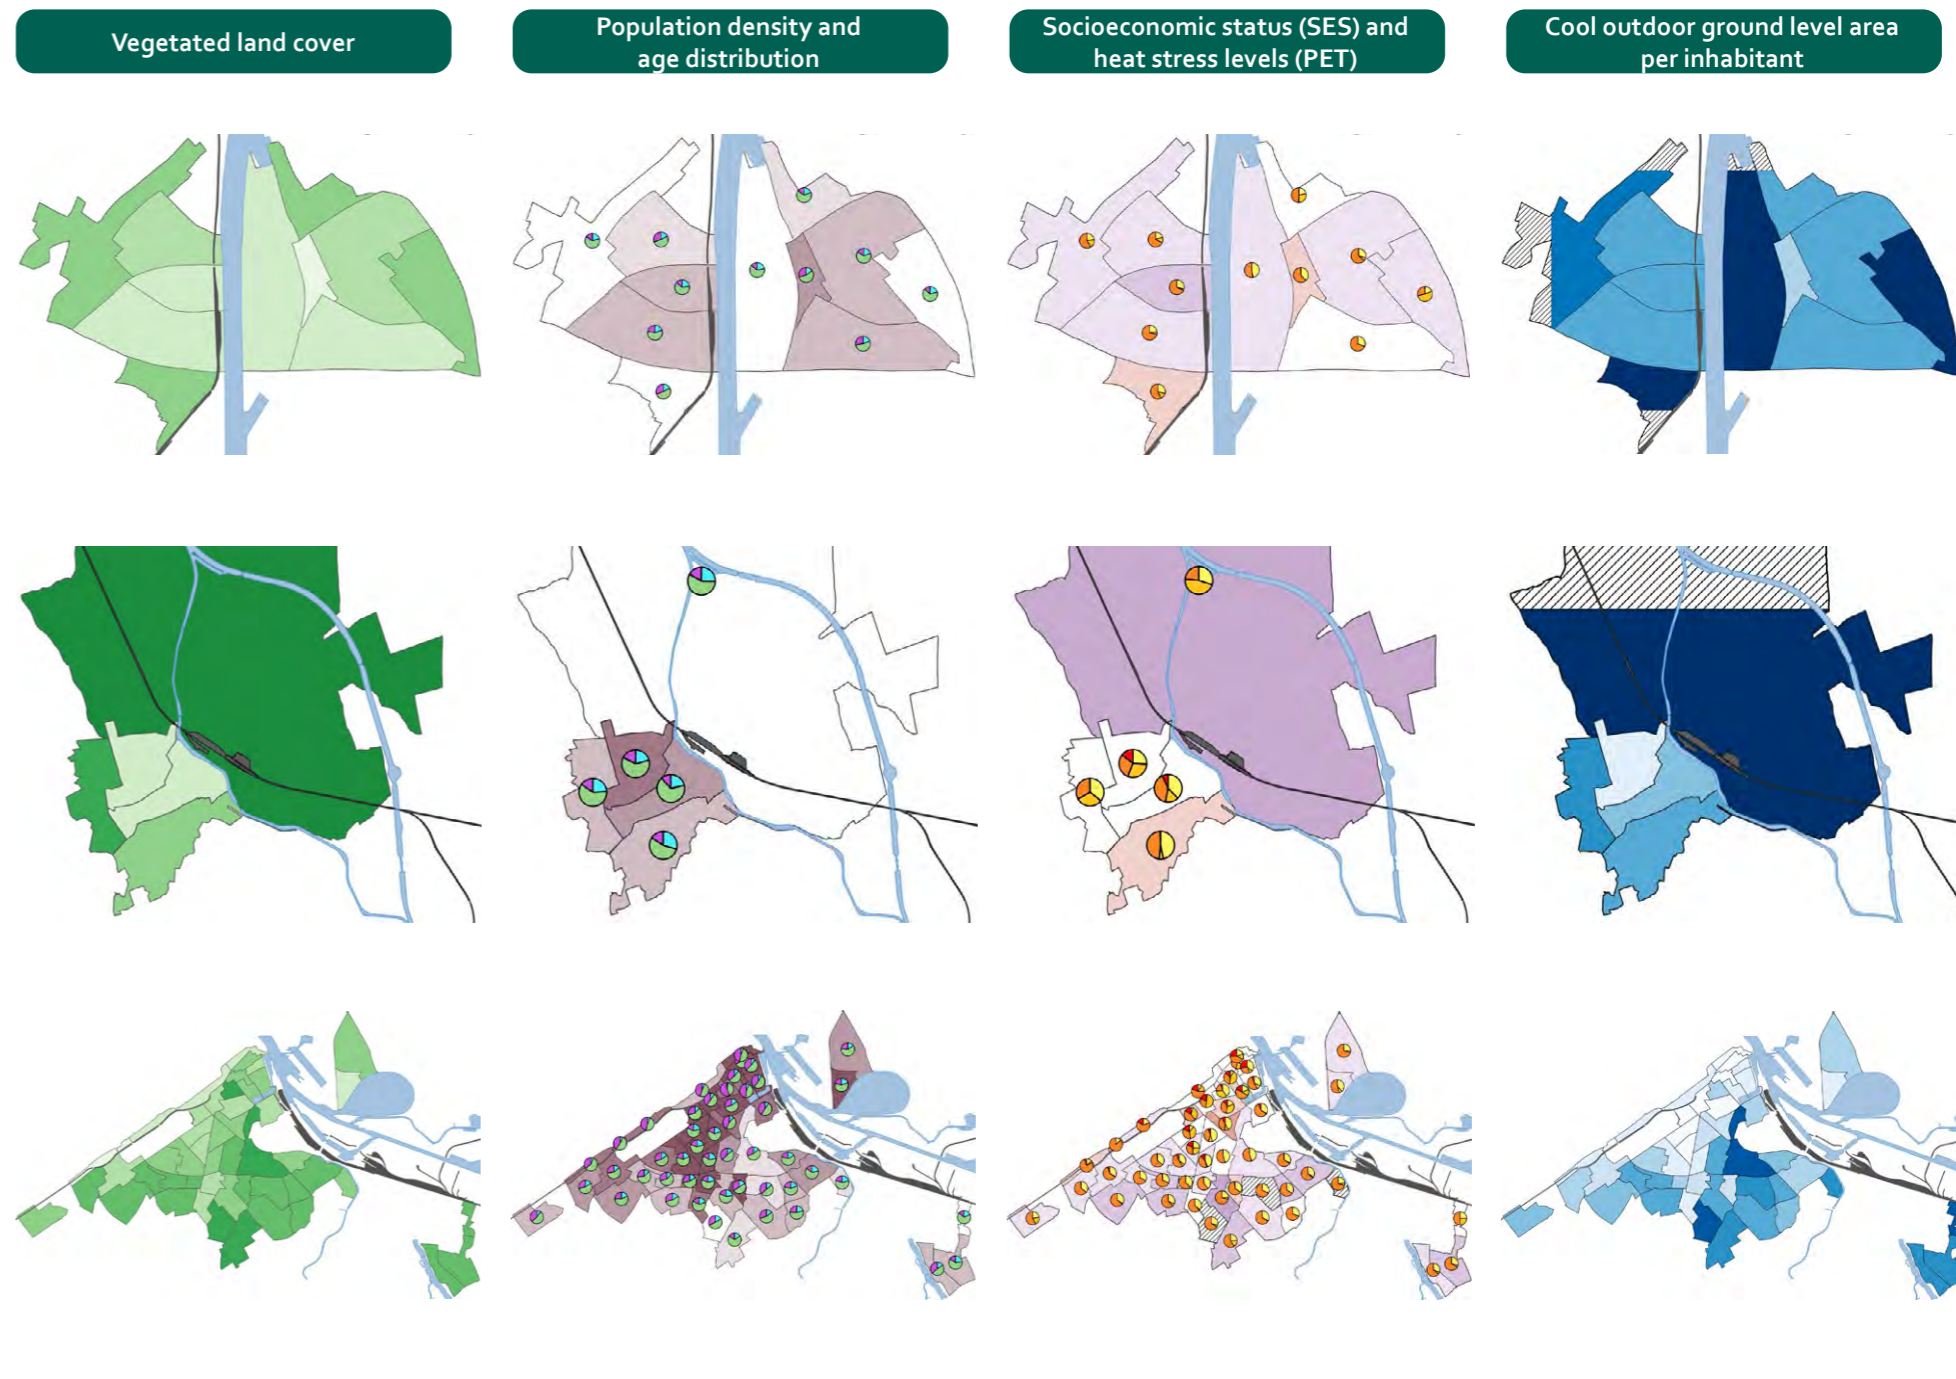 Vegetated land cover
Population density and
age distribution
Socioeconomic status (SES) and
heat stress levels (PET)
Cool outdoor ground level area
per inhabitant